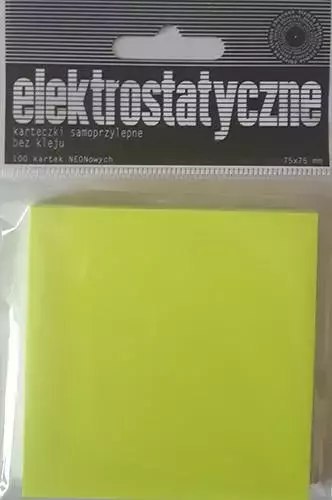 elektrostatyczne
karteczki samoprzylepne
bez kleju
100 kartek NEONowych 75x75 mm